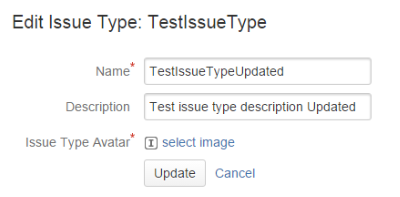 Edit Issue Type: TestIssueType
Name* TestIssueTypeUpdated
Description Test issue type description Updated
Issue Type Avatar* select image
Update Cancel